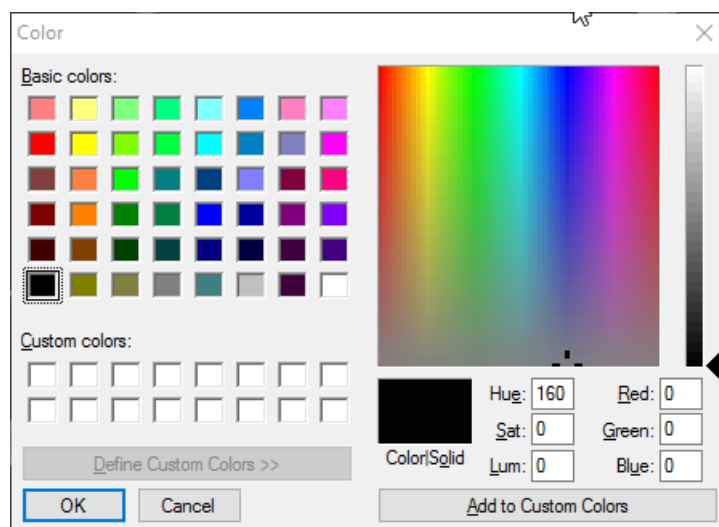 Color
Basic colors:
Custom colors:
Define Custom Colors >>
OK
Cancel
Color|Solid
Hue: 160
Sat: 0
Lum: 0
Red: 0
Green: 0
Blue: 0
Add to Custom Colors